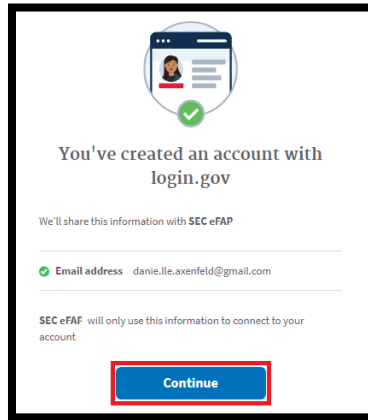 You've created an account with
login.gov
We'll share this information with SEC eFAP
Email address danie.lle.axenfeld@gmail.com
SEC eFAP will only use this information to connect to your
account
Continue